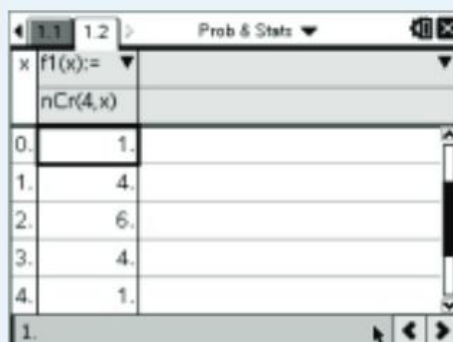 1.1 1.2 Prob & Stats
x f1(x):=
nCr(4,x)
0. 1.
1. 4.
2. 6.
3. 4.
4. 1.
1.